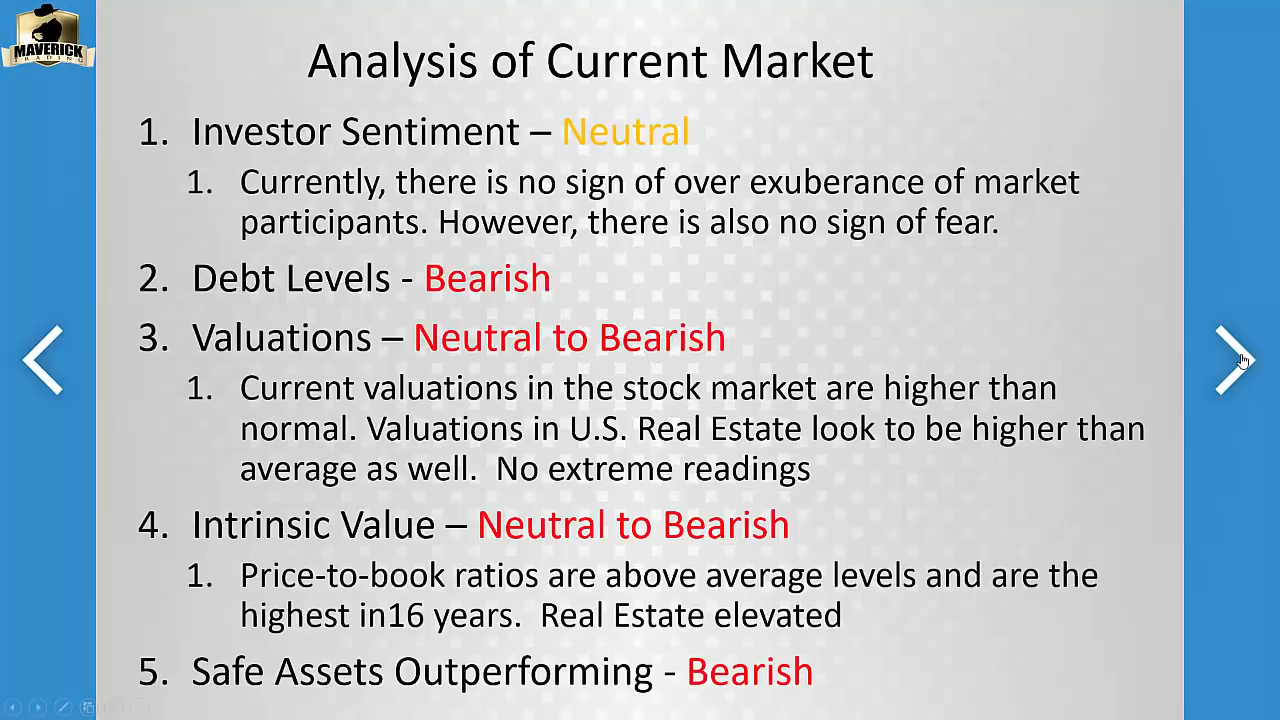 MAVERICK
TRADING
Analysis of Current Market
1. Investor Sentiment – Neutral
1. Currently, there is no sign of over exuberance of market
participants. However, there is also no sign of fear.
2. Debt Levels - Bearish
3. Valuations – Neutral to Bearish
1. Current valuations in the stock market are higher than
normal. Valuations in U.S. Real Estate look to be higher than
average as well.  No extreme readings
4. Intrinsic Value – Neutral to Bearish
1. Price-to-book ratios are above average levels and are the
highest in16 years.  Real Estate elevated
5. Safe Assets Outperforming - Bearish